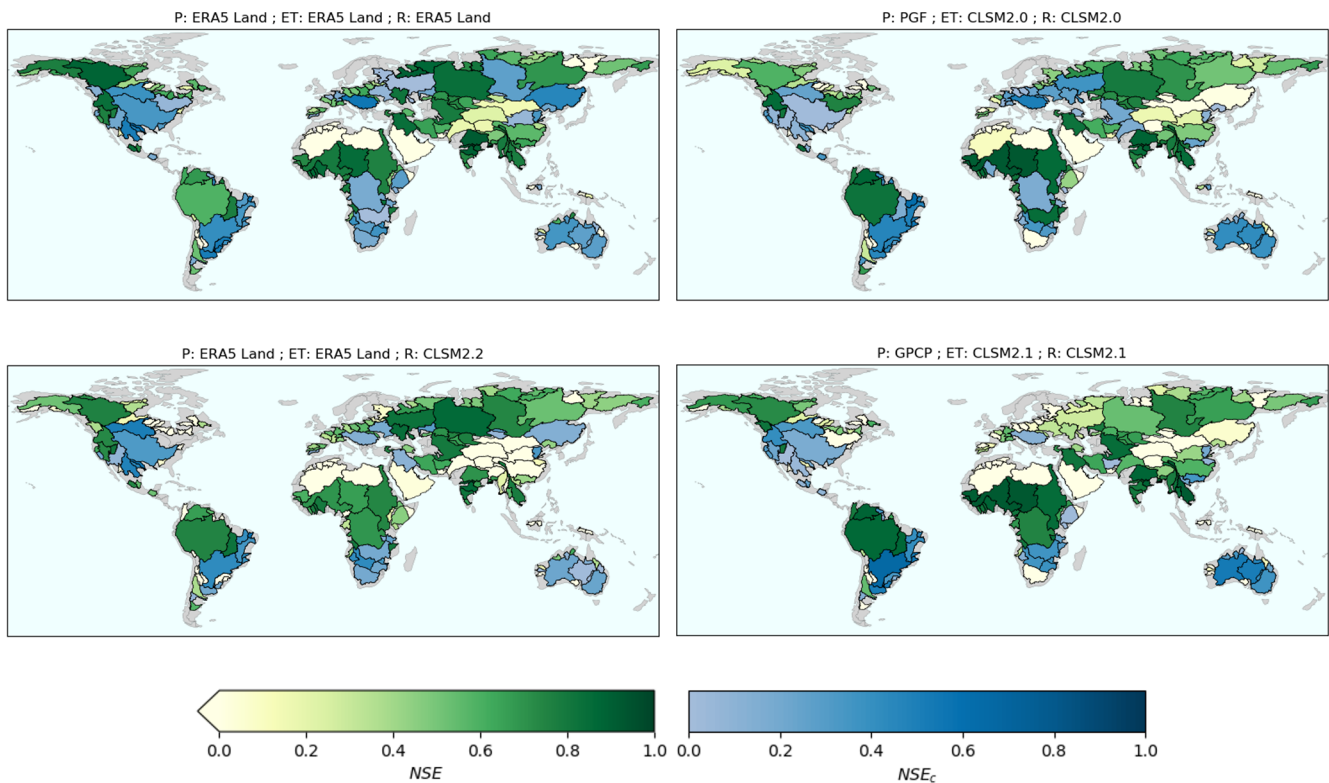 P: ERA5 Land ; ET: ERA5 Land ; R: ERA5 Land
P: PGF ; ET: CLSM2.0 ; R: CLSM2.0
P: ERA5 Land ; ET: ERA5 Land ; R: CLSM2.2
P: GPCP ; ET: CLSM2.1 ; R: CLSM2.1
0.0 0.2 0.4 0.6 0.8 1.0
NSE
0.0 0.2 0.4 0.6 0.8 1.0
NSE_c